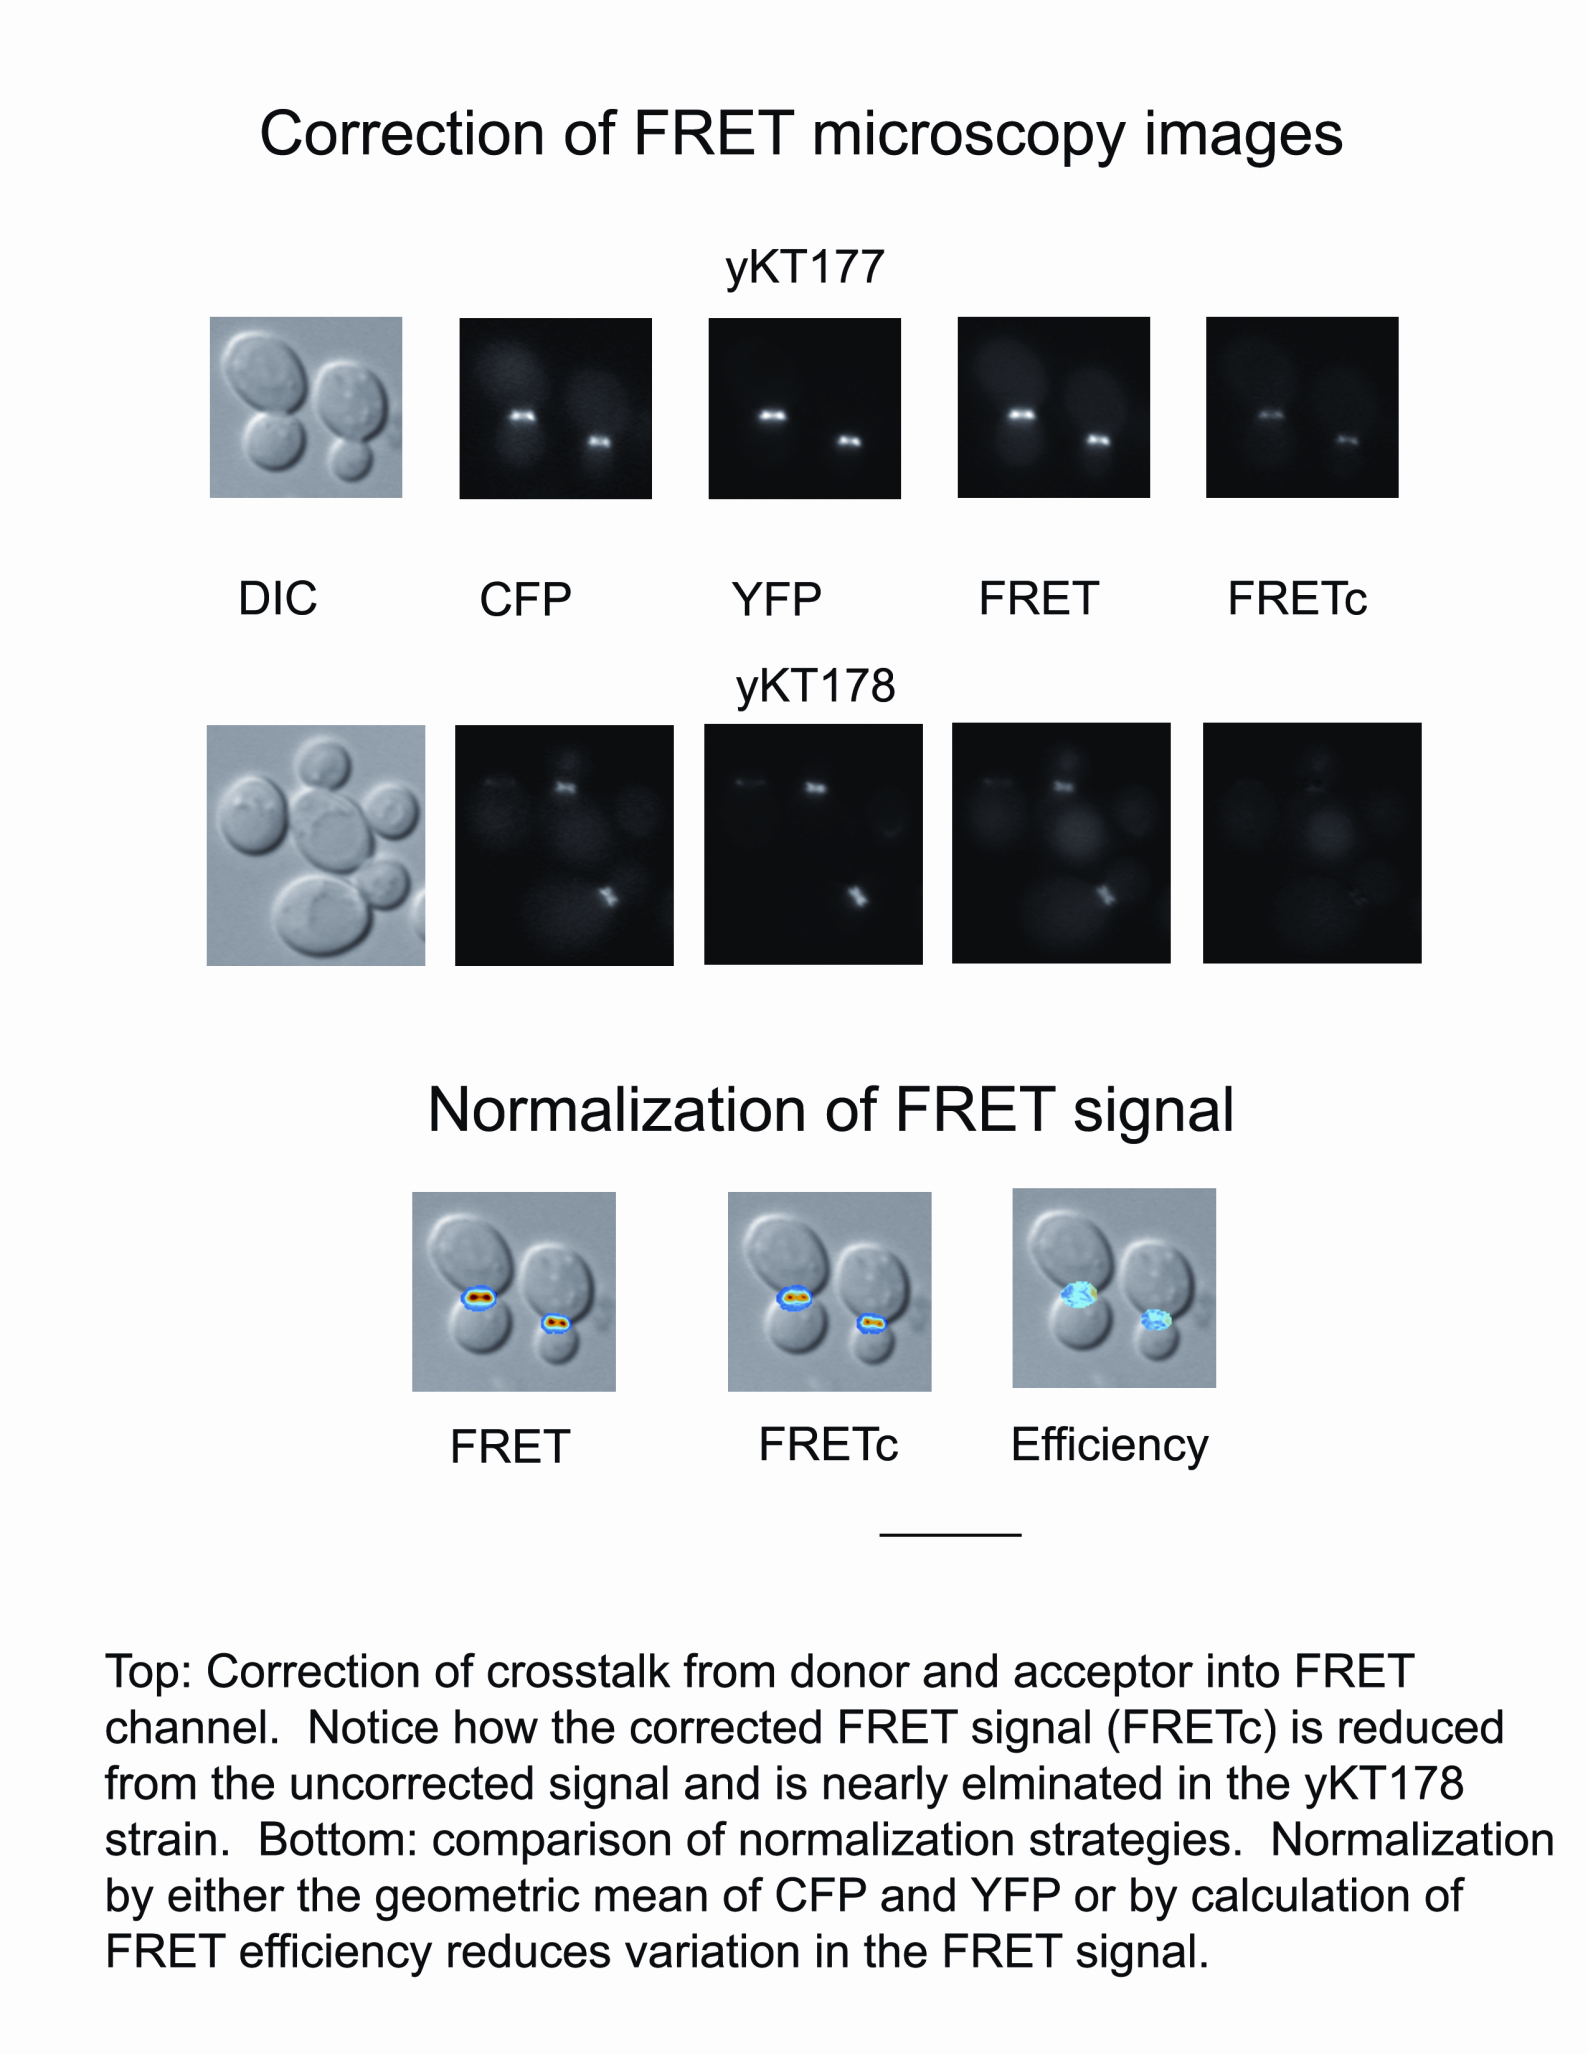 Correction of FRET microscopy images
yKT177
DIC CFP YFP FRET FRETc
yKT178
Normalization of FRET signal
FRET FRETc Efficiency
Top: Correction of crosstalk from donor and acceptor into FRET
channel.  Notice how the corrected FRET signal (FRETc) is reduced
from the uncorrected signal and is nearly elminated in the yKT178
strain.  Bottom: comparison of normalization strategies.  Normalization
by either the geometric mean of CFP and YFP or by calculation of
FRET efficiency reduces variation in the FRET signal.